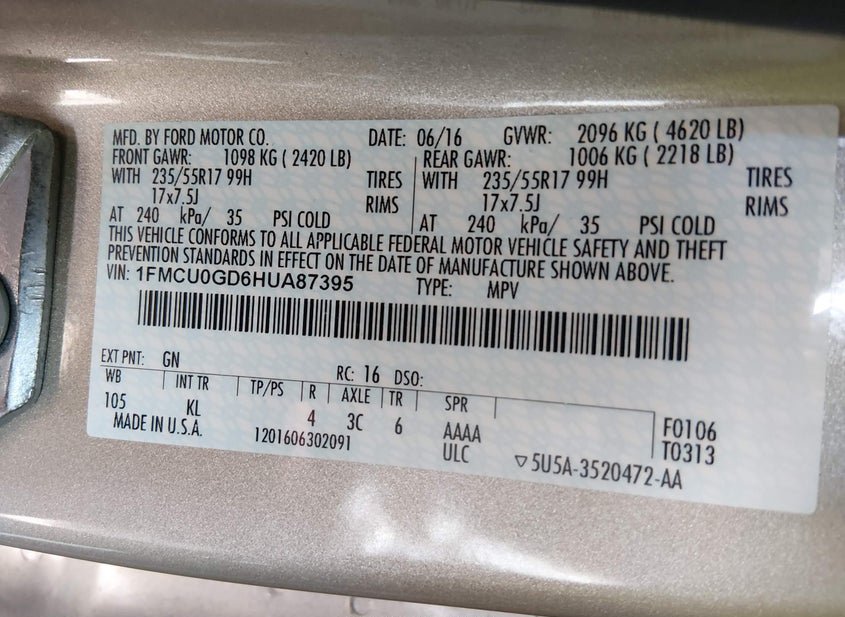 MFD. BY FORD MOTOR CO. DATE: 06/16 GVWR: 2096 KG ( 4620 LB)
FRONT GAWR: 1098 KG ( 2420 LB) REAR GAWR: 1006 KG ( 2218 LB)
WITH 235/55R17 99H TIRES WITH 235/55R17 99H TIRES
17x7.5J RIMS 17x7.5J RIMS
AT 240 kPa/ 35 PSI COLD AT 240 kPa/ 35 PSI COLD
THIS VEHICLE CONFORMS TO ALL APPLICABLE FEDERAL MOTOR VEHICLE SAFETY AND THEFT
PREVENTION STANDARDS IN EFFECT ON THE DATE OF MANUFACTURE SHOWN ABOVE.
VIN: 1FMCU0GD6HUA87395 TYPE: MPV
EXT PNT: GN RC: 16 DSO:
WB INT TR TP/PS R AXLE TR SPR
105 KL 4 3C 6 AAAA F0106
MADE IN U.S.A. 1201606302091 ULC T0313
▽5U5A-3520472-AA